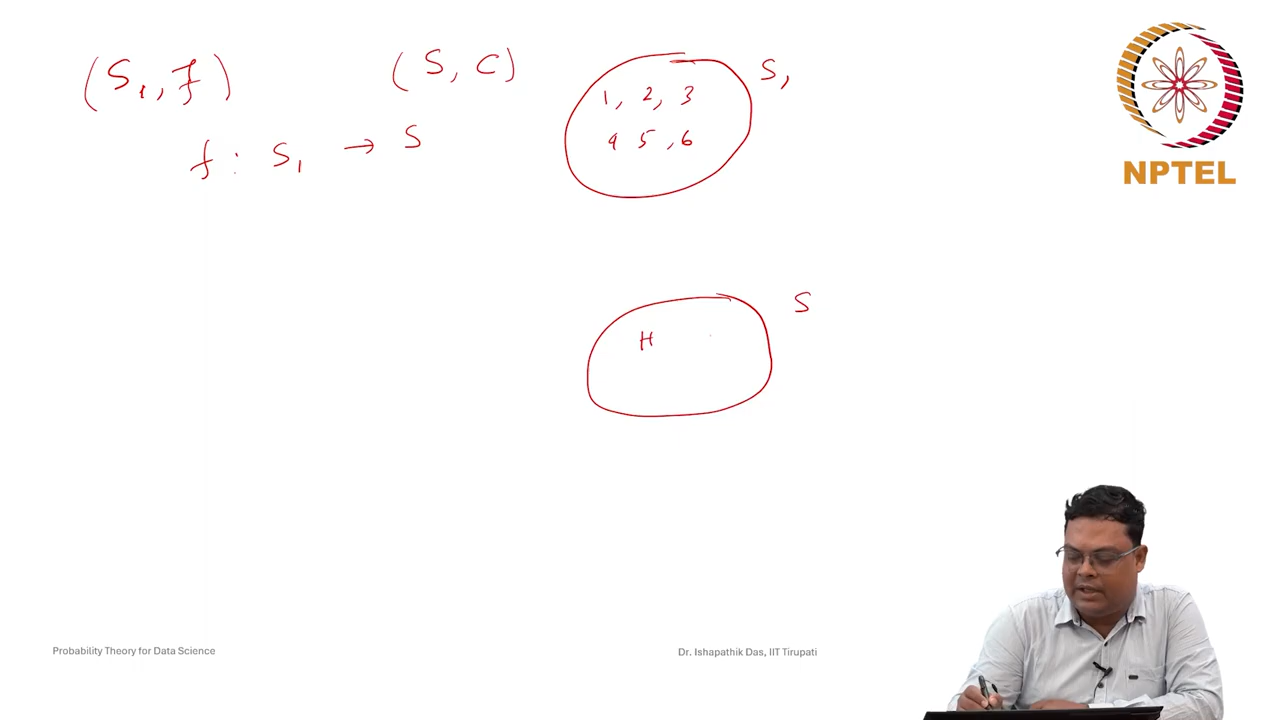 (S₁, f)
(S, C)
f : S₁ → S
1, 2, 3
4 5, 6
S₁
S
H
NPTEL
Probability Theory for Data Science
Dr. Ishapathik Das, IIT Tirupati